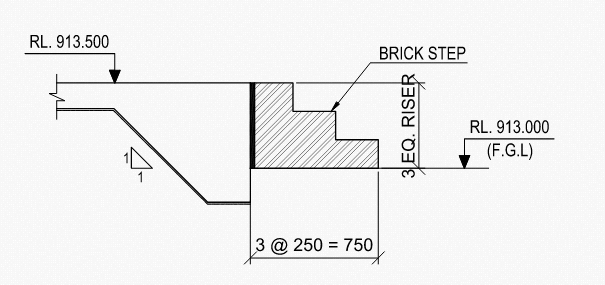 RL. 913.500
BRICK STEP
3 EQ. RISER
RL. 913.000
(F.G.L)
1
1
3 @ 250 = 750